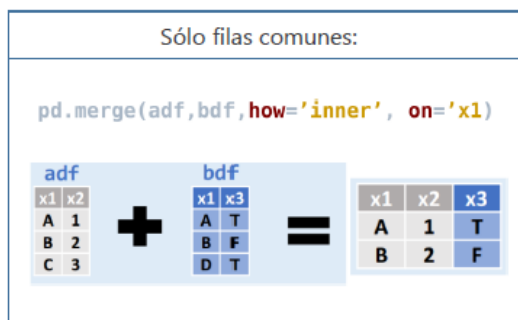 Sólo filas comunes:
pd.merge(adf,bdf,how=’inner’, on=’x1)
adf bdf
x1 x2 x1 x3 x1 x2 x3
A 1 A T A 1 T
B 2 B F B 2 F
C 3 D T